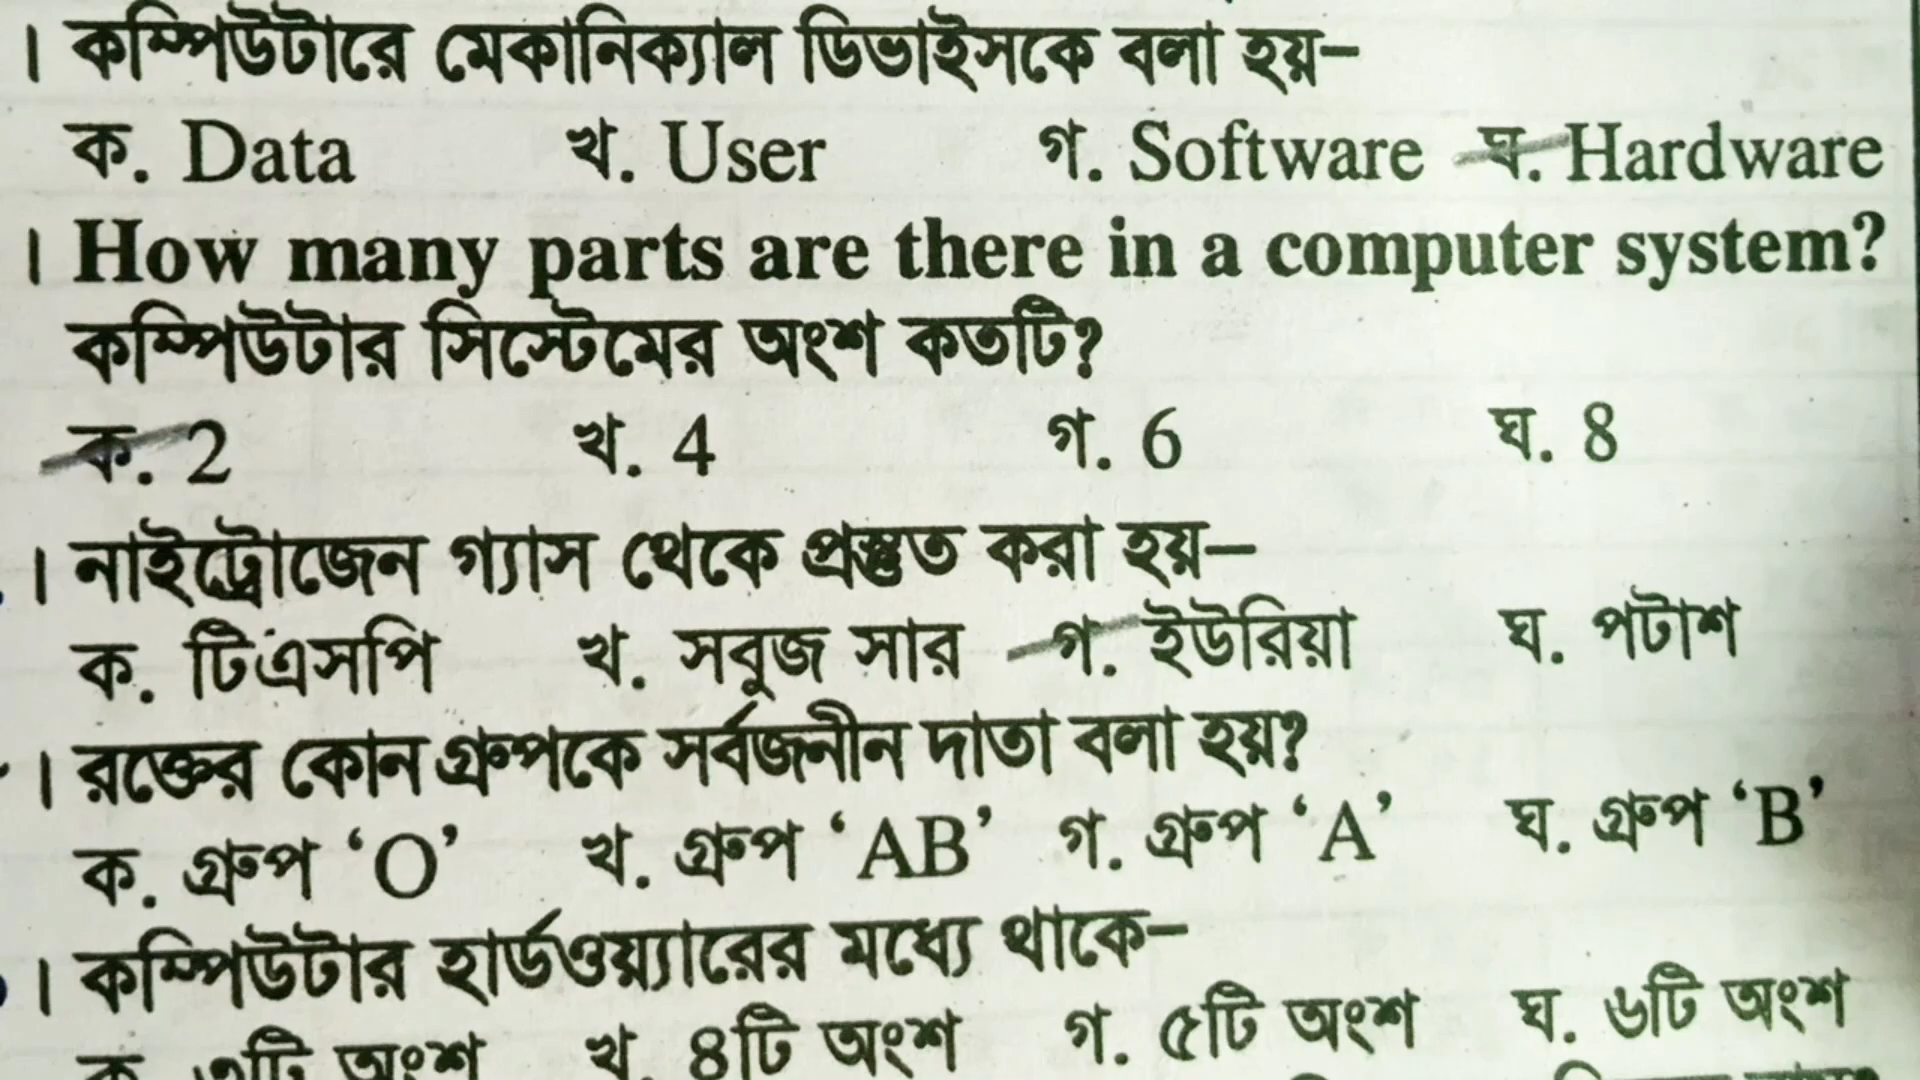 । কম্পিউটারে মেকানিক্যাল ডিভাইসকে বলা হয়–
ক. Data খ. User গ. Software ঘ. Hardware
। How many parts are there in a computer system?
কম্পিউটার সিস্টেমের অংশ কতটি?
ক. 2 খ. 4 গ. 6 ঘ. 8
। নাইট্রোজেন গ্যাস থেকে প্রস্তুত করা হয়–
ক. টিএসপি খ. সবুজ সার গ. ইউরিয়া ঘ. পটাশ
। রক্তের কোন গ্রুপকে সর্বজনীন দাতা বলা হয়?
ক. গ্রুপ ‘O’ খ. গ্রুপ ‘AB’ গ. গ্রুপ ‘A’ ঘ. গ্রুপ ‘B’
। কম্পিউটার হার্ডওয়্যারের মধ্যে থাকে–
ক. ৩টি অংশ খ. ৪টি অংশ গ. ৫টি অংশ ঘ. ৬টি অংশ